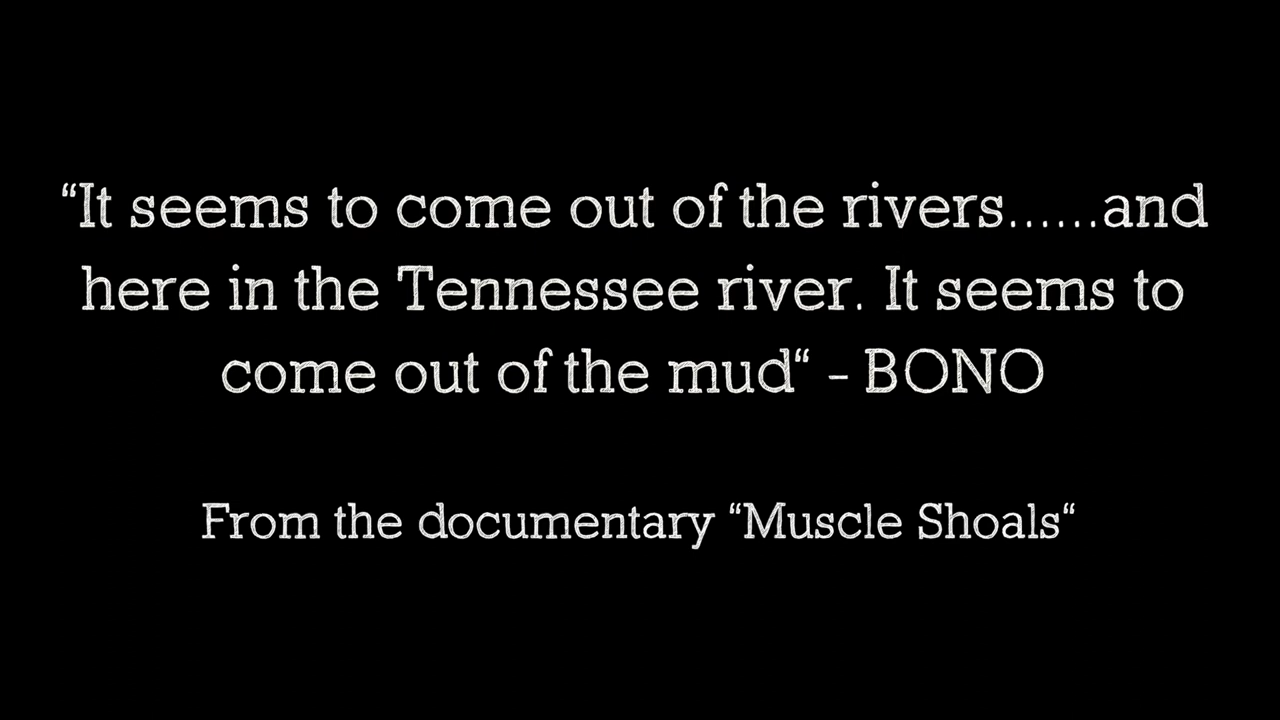 “It seems to come out of the rivers......and
here in the Tennessee river. It seems to
come out of the mud“ - BONO
From the documentary “Muscle Shoals“